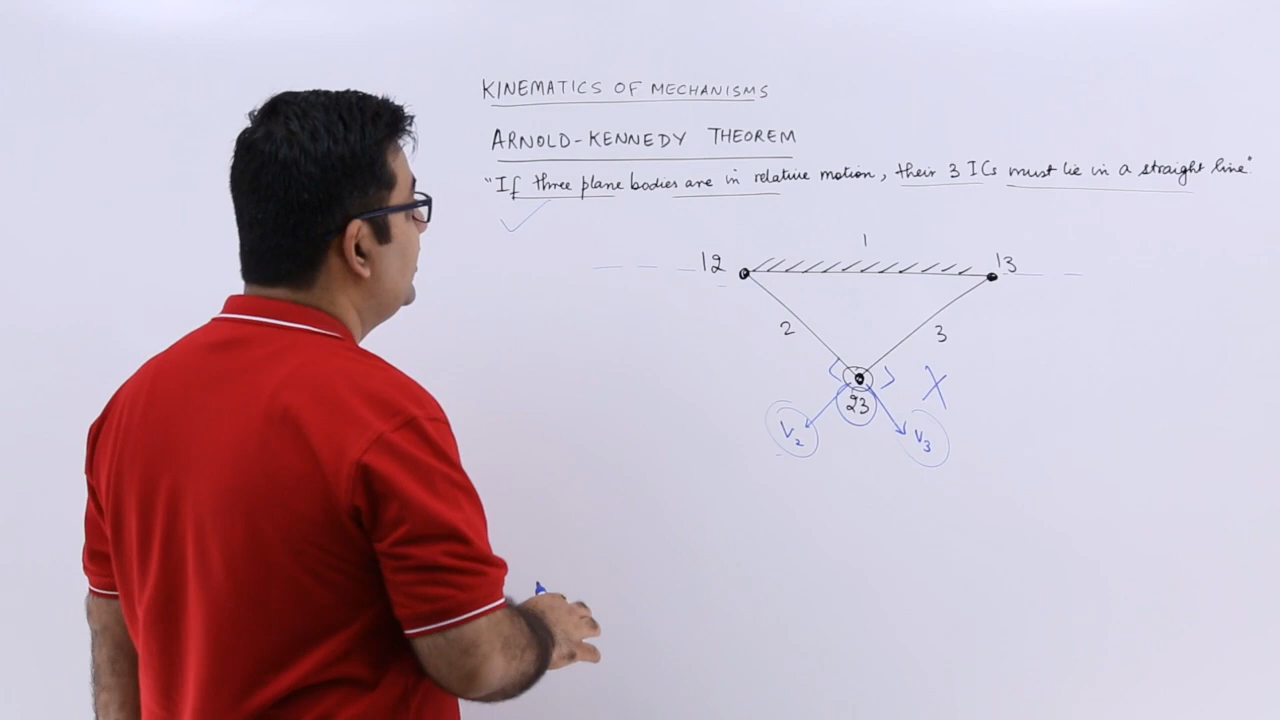 KINEMATICS OF MECHANISMS
ARNOLD-KENNEDY THEOREM
"If three plane bodies are in relative motion, their 3 ICs must lie in a straight line".
1
12
13
2
3
23
V2
V3